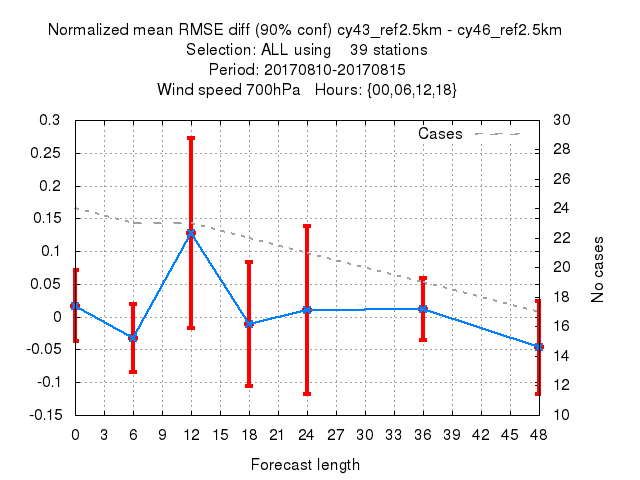 Normalized mean RMSE diff (90% conf) cy43_ref2.5km - cy46_ref2.5km
Selection: ALL using 39 stations
Period: 20170810-20170815
Wind speed 700hPa Hours: {00,06,12,18}
Cases
0.3
0.25
0.2
0.15
0.1
0.05
0
-0.05
-0.1
-0.15
30
28
26
24
22
20
18
16
14
12
10
No cases
0 3 6 9 12 15 18 21 24 27 30 33 36 39 42 45 48
Forecast length